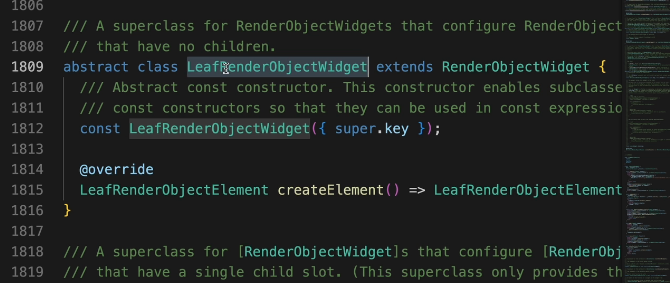 1806
1807 /// A superclass for RenderObjectWidgets that configure RenderObject
1808 /// that have no children.
1809 abstract class LeafRenderObjectWidget extends RenderObjectWidget {
1810 /// Abstract const constructor. This constructor enables subclasse
1811 /// const constructors so that they can be used in const expressio
1812 const LeafRenderObjectWidget({ super.key });
1813
1814 @override
1815 LeafRenderObjectElement createElement() => LeafRenderObjectElement
1816 }
1817
1818 /// A superclass for [RenderObjectWidget]s that configure [RenderObj
1819 /// that have a single child slot. (This superclass only provides th